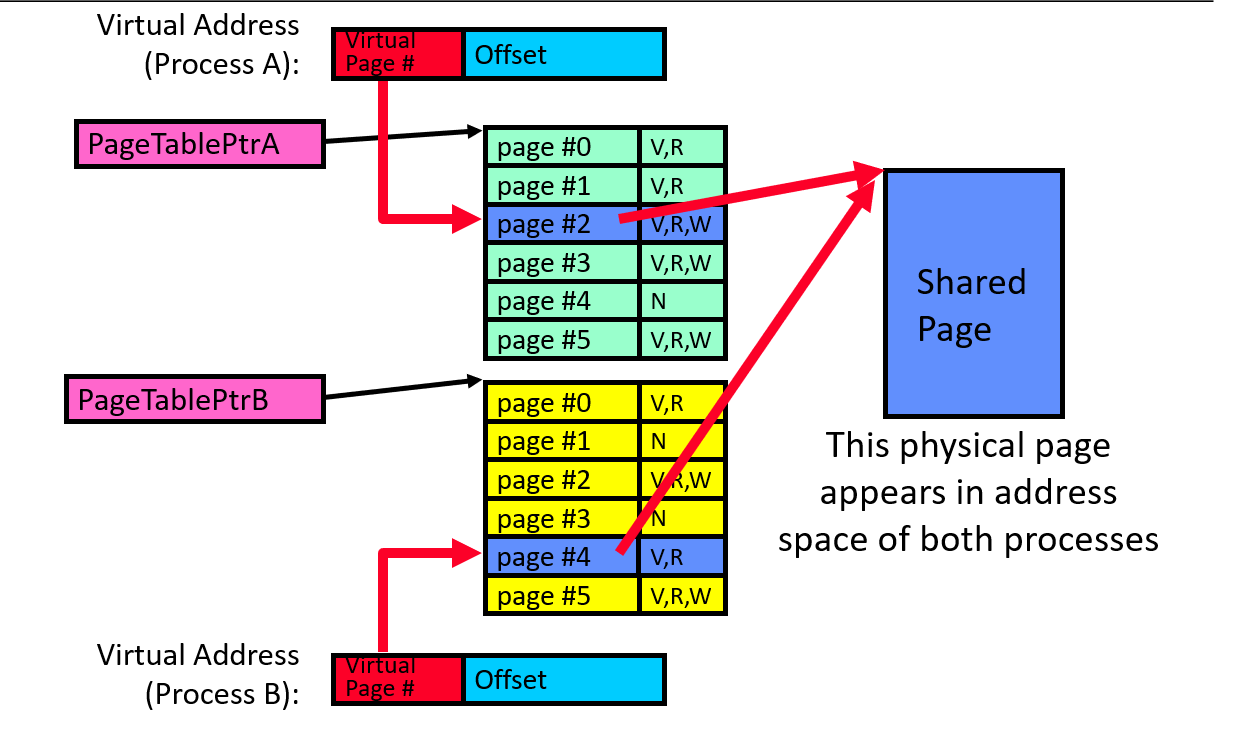 Virtual Address
(Process A):
Virtual
Page #
Offset
PageTablePtrA
page #0 V,R
page #1 V,R
page #2 V,R,W
page #3 V,R,W
page #4 N
page #5 V,R,W
Shared
Page
This physical page
appears in address
space of both processes
PageTablePtrB
page #0 V,R
page #1 N
page #2 V,R,W
page #3 N
page #4 V,R
page #5 V,R,W
Virtual Address
(Process B):
Virtual
Page #
Offset